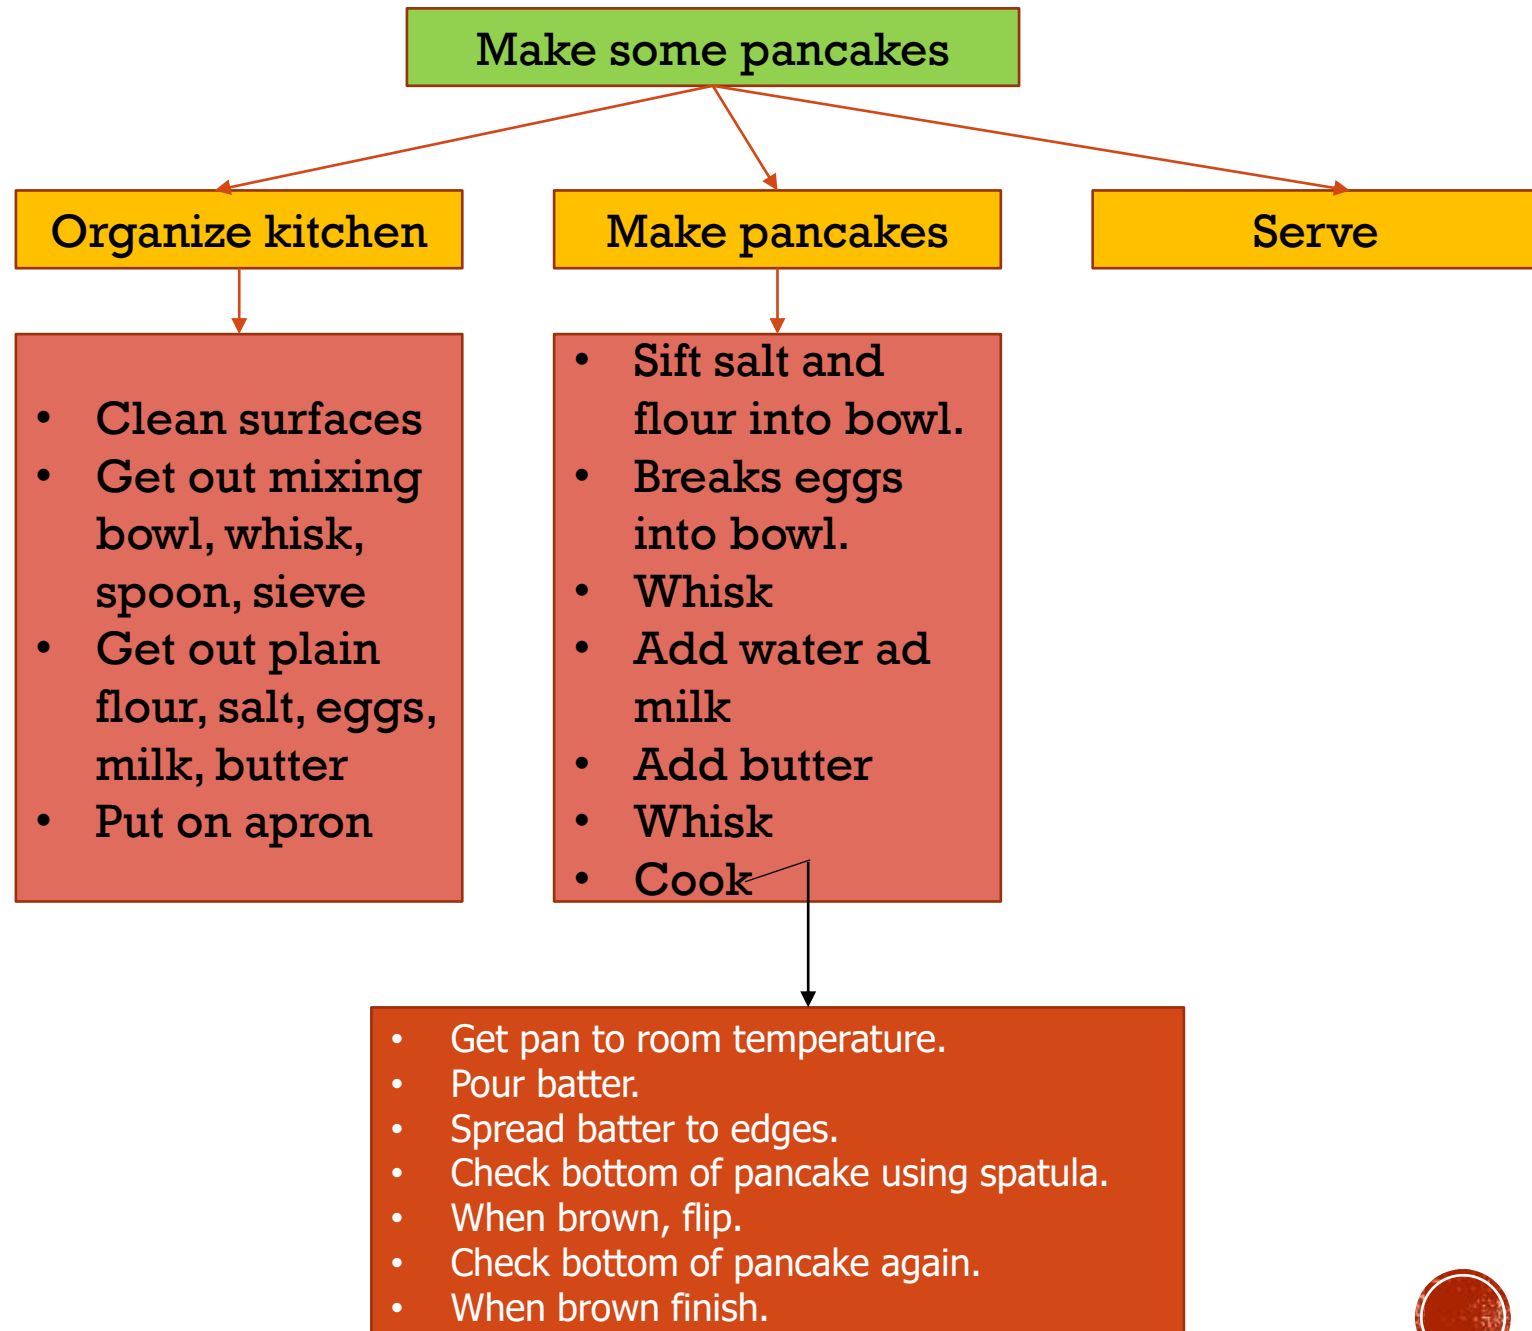 Make some pancakes
Organize kitchen
Make pancakes
Serve
• Clean surfaces
• Get out mixing
bowl, whisk,
spoon, sieve
• Get out plain
flour, salt, eggs,
milk, butter
• Put on apron
• Sift salt and
flour into bowl.
• Breaks eggs
into bowl.
• Whisk
• Add water ad
milk
• Add butter
• Whisk
• Cook
• Get pan to room temperature.
• Pour batter.
• Spread batter to edges.
• Check bottom of pancake using spatula.
• When brown, flip.
• Check bottom of pancake again.
• When brown finish.